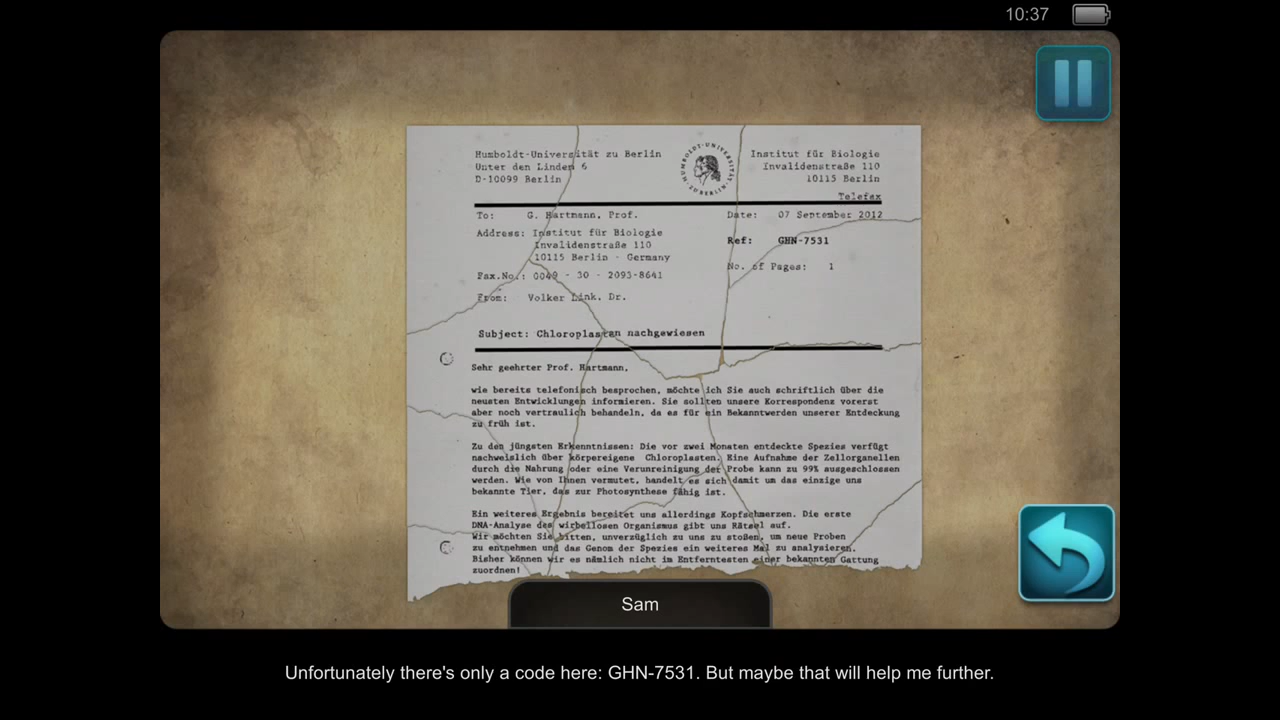 10:37
Humboldt-Universität zu Berlin
Unter den Linden 6
D-10099 Berlin
HUMBOLDT-UNIVERSITÄT ZU BERLIN
Institut für Biologie
Invalidenstraße 110
10115 Berlin
Telefax
To: G. Hartmann, Prof.
Date: 07 September 2012
Address: Institut für Biologie
Invalidenstraße 110
10115 Berlin - Germany
Ref: GHN-7531
No. of Pages: 1
Fax.No.: 0049 - 30 - 2093-8641
From: Volker Link, Dr.
Subject: Chloroplasten nachgewiesen
Sehr geehrter Prof. Hartmann,
wie bereits telefonisch besprochen, möchte ich Sie auch schriftlich über die
neusten Entwicklungen informieren. Sie sollten unsere Korrespondenz vorerst
aber noch vertraulich behandeln, da es für ein Bekanntwerden unserer Entdeckung
zu früh ist.
Zu den jüngsten Erkenntnissen: Die vor zwei Monaten entdeckte Spezies verfügt
nachweislich über körpereigene Chloroplasten. Eine Aufnahme der Zellorganellen
durch die Nahrung oder eine Verunreinigung der Probe kann zu 99% ausgeschlossen
werden. Wie von Ihnen vermutet, handelt es sich damit um das einzige uns
bekannte Tier, das zur Photosynthese fähig ist.
Ein weiteres Ergebnis bereitet uns allerdings Kopfschmerzen. Die erste
DNA-Analyse des wirbellosen Organismus gibt uns Rätsel auf.
Wir möchten Sie bitten, unverzüglich zu uns zu stoßen, um neue Proben
zu entnehmen und das Genom der Spezies ein weiteres Mal zu analysieren.
Bisher können wir es nämlich nicht im Entferntesten einer bekannten Gattung
zuordnen!
Sam
Unfortunately there's only a code here: GHN-7531. But maybe that will help me further.